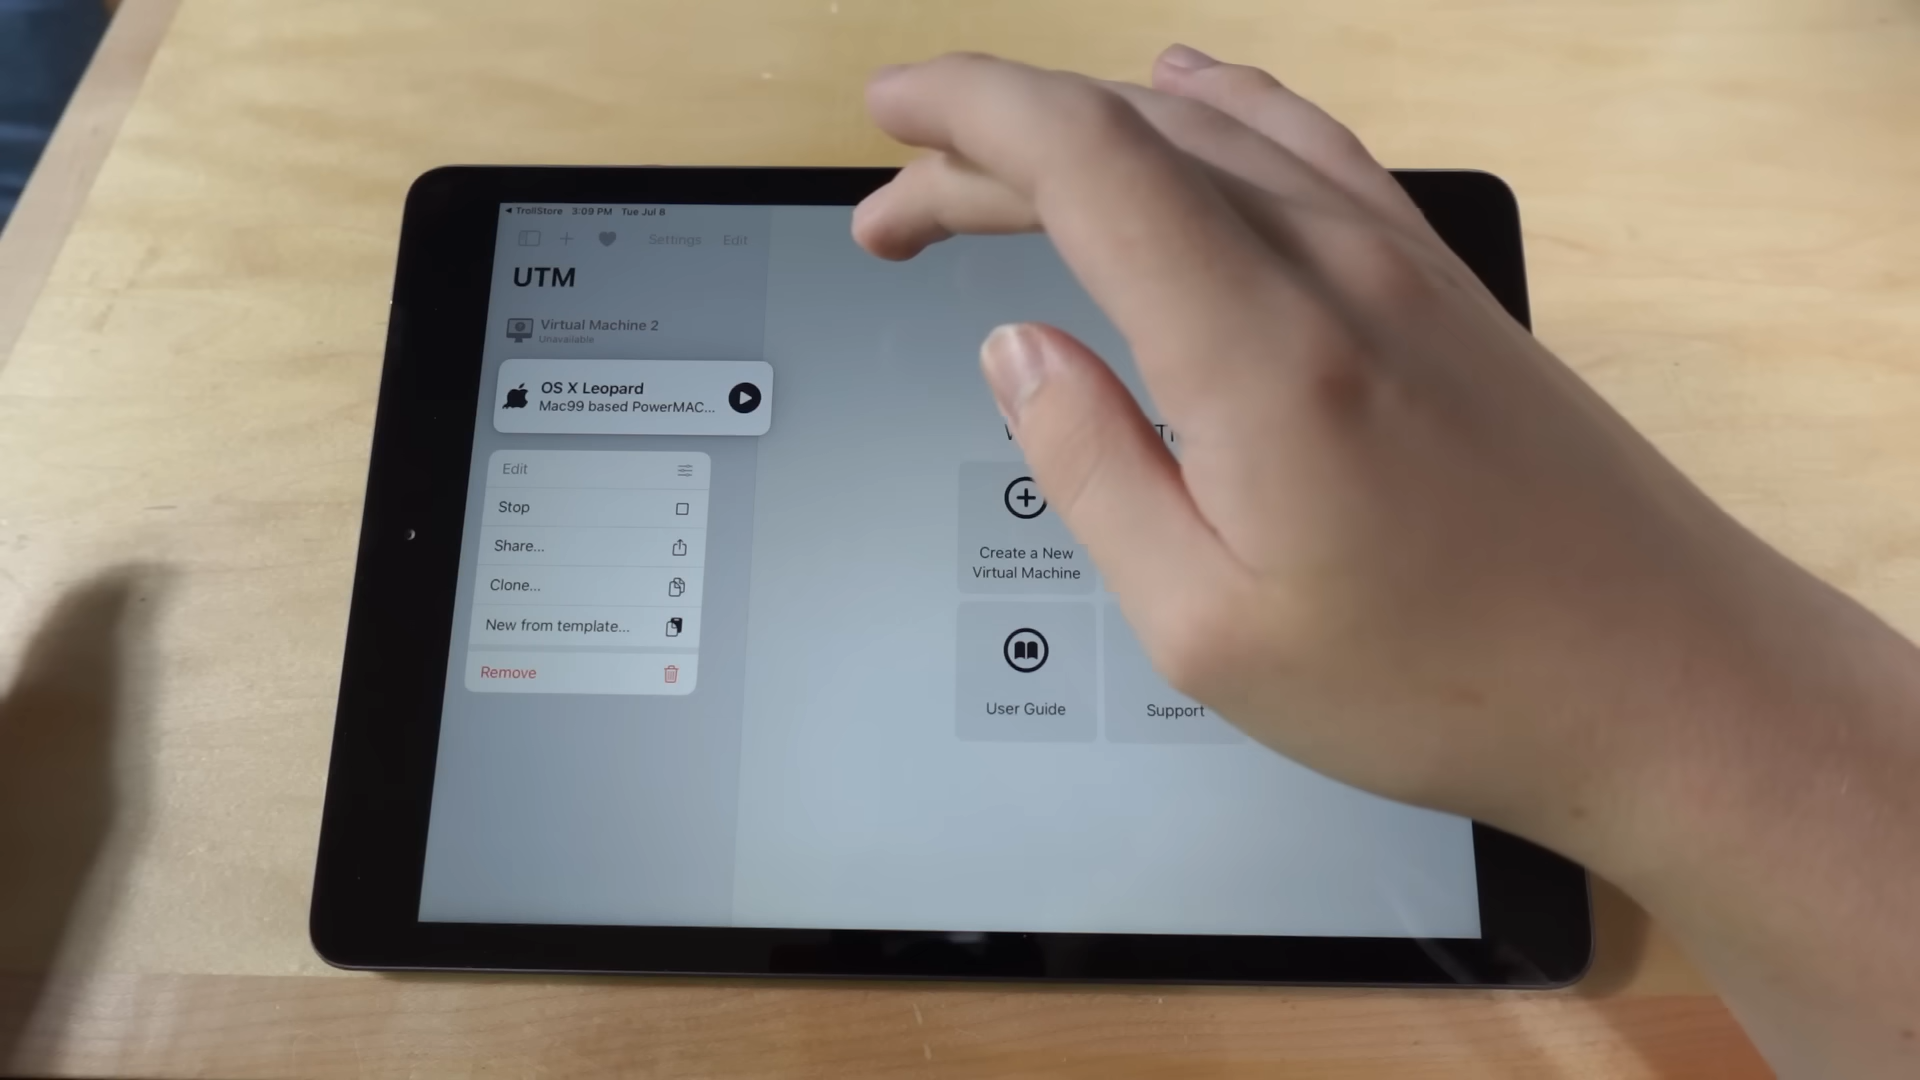 TrollStore 3:09 PM Tue Jul 8
Settings Edit
UTM
Virtual Machine 2
Unavailable
OS X Leopard
Mac99 based PowerMAC...
Edit
Stop
Share...
Clone...
New from template...
Remove
Create a New
Virtual Machine
User Guide
Support